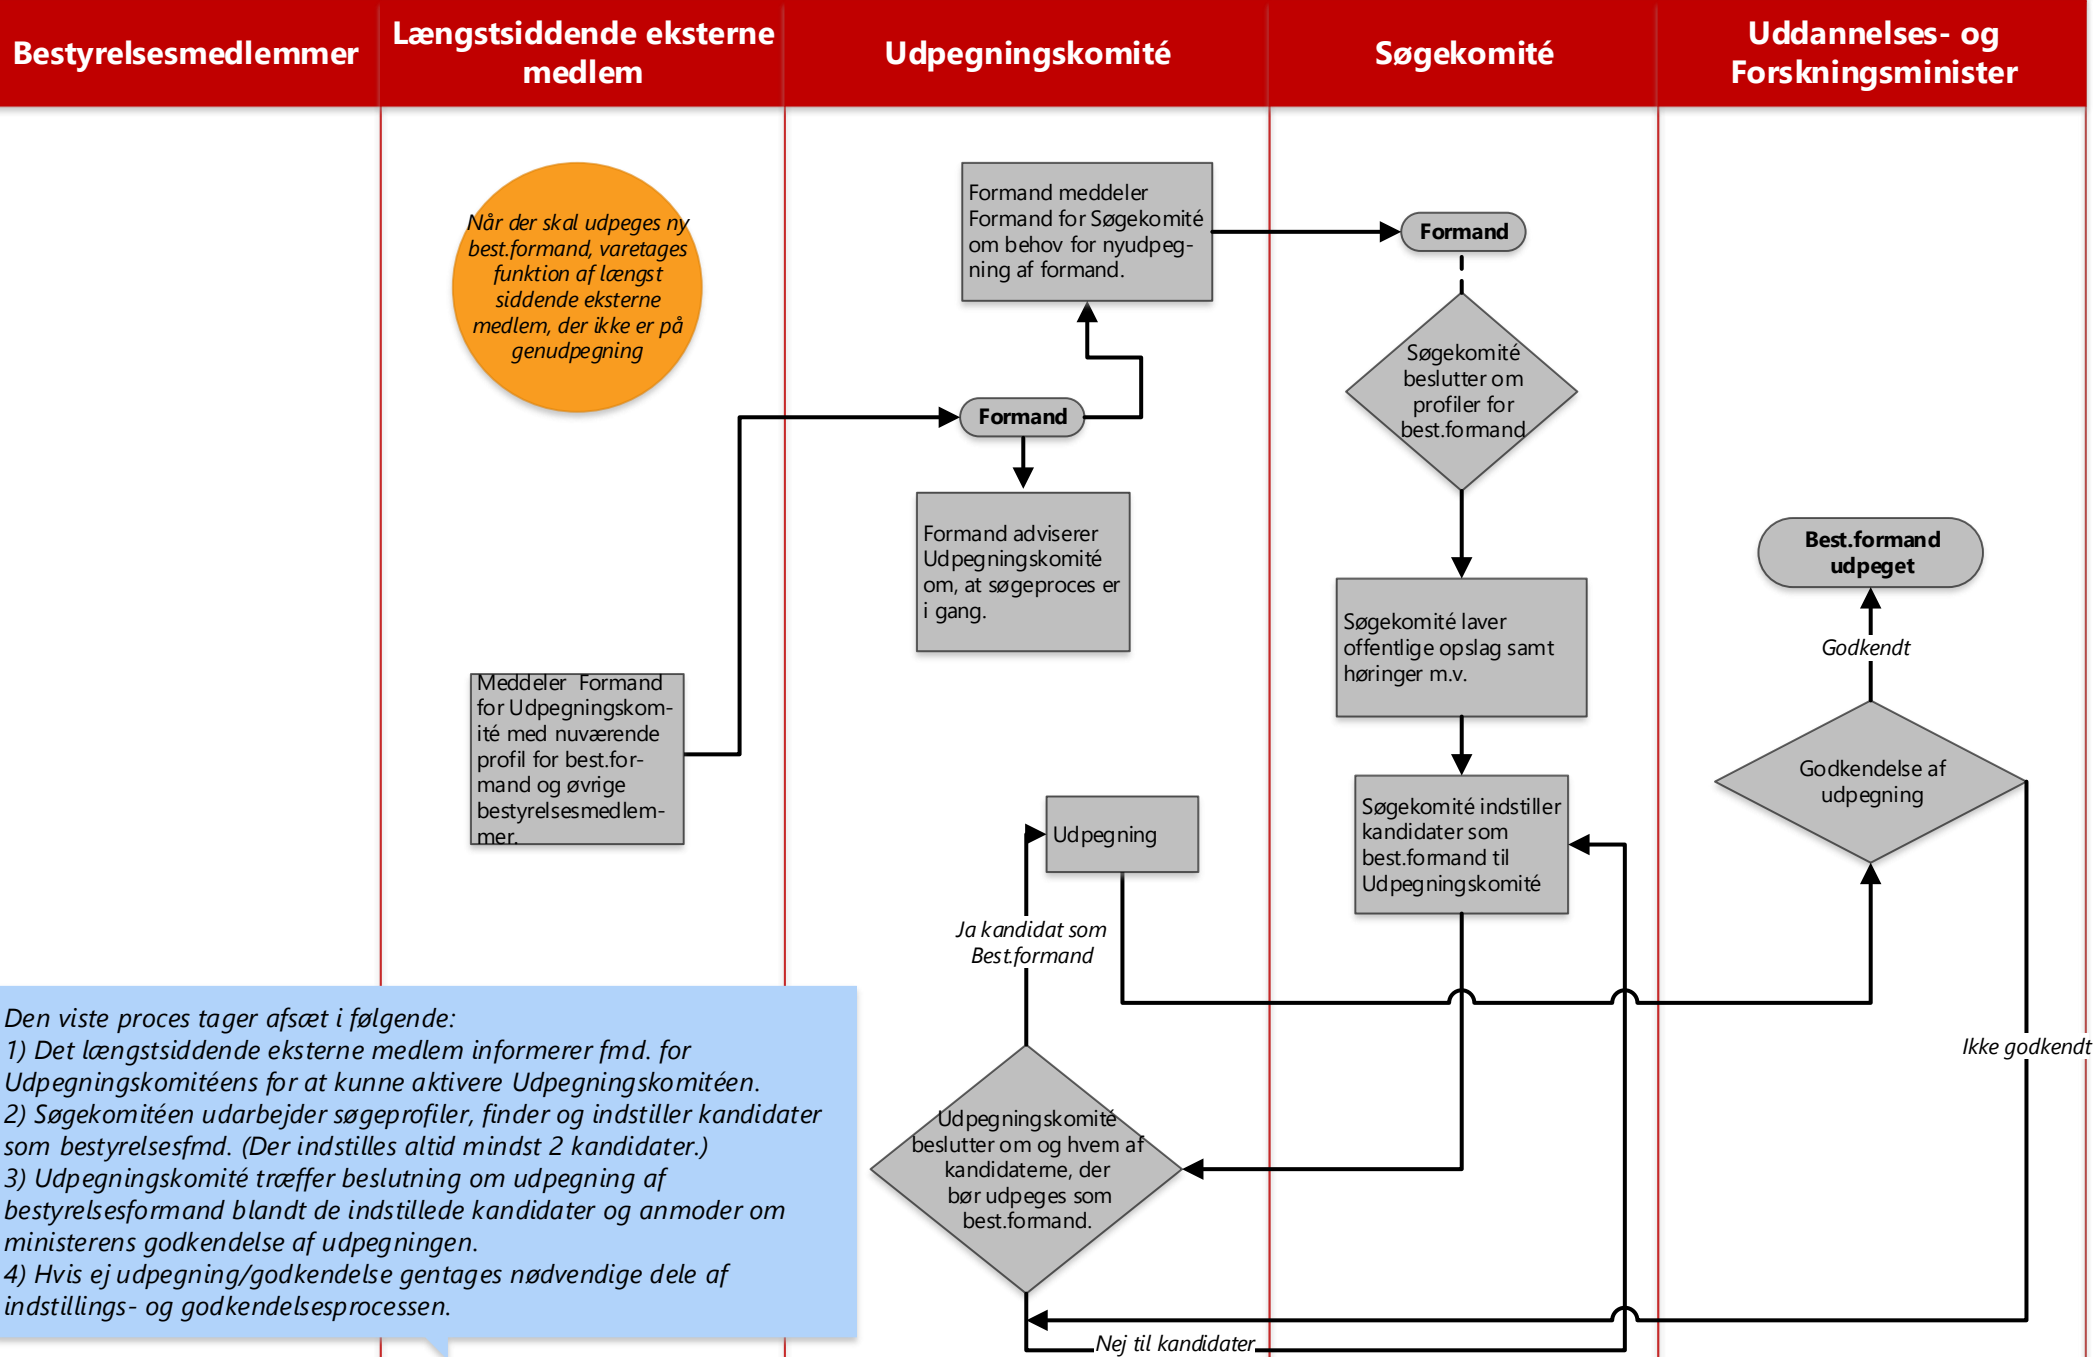 Bestyrelsesmedlemmer
Længstsiddende eksterne
medlem
Udpegningskomité
Søgekomité
Uddannelses- og
Forskningsminister
Når der skal udpeges ny
best.formand, varetages
funktion af længst
siddende eksterne
medlem, der ikke er på
genudpegning
Formand meddeler
Formand for Søgekomité
om behov for nyudpeg-
ning af formand.
Formand
Søgekomité
beslutter om
profiler for
best.formand
Formand
Formand adviserer
Udpegningskomité
om, at søgeproces er
i gang.
Best.formand
udpeget
Søgekomité laver
offentlige opslag samt
høringer m.v.
Godkendt
Meddeler Formand
for Udpegningskom-
ité med nuværende
profil for best.for-
mand og øvrige
bestyrelsesmedlem-
mer.
Godkendelse af
udpegning
Udpegning
Søgekomité indstiller
kandidater som
best.formand til
Udpegningskomité
Ja kandidat som
Best.formand
Ikke godkendt
Den viste proces tager afsæt i følgende:
1) Det længstsiddende eksterne medlem informerer fmd. for
Udpegningskomitéens for at kunne aktivere Udpegningskomitéen.
2) Søgekomitéen udarbejder søgeprofiler, finder og indstiller kandidater
som bestyrelsesfmd. (Der indstilles altid mindst 2 kandidater.)
3) Udpegningskomité træffer beslutning om udpegning af
bestyrelsesformand blandt de indstillede kandidater og anmoder om
ministerens godkendelse af udpegningen.
4) Hvis ej udpegning/godkendelse gentages nødvendige dele af
indstillings- og godkendelsesprocessen.
Udpegningskomité
beslutter om og hvem af
kandidaterne, der
bør udpeges som
best.formand.
Nej til kandidater